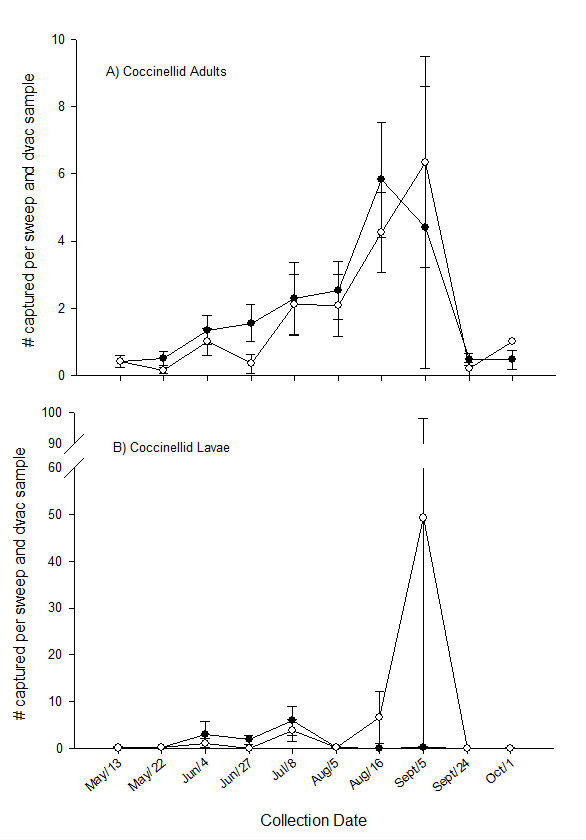 10
A) Coccinellid Adults
8
6
4
2
0
# captured per sweep and dvac sample
100
90
B) Coccinellid Lavae
60
50
40
30
20
10
0
# captured per sweep and dvac sample
May/13 May/22 Jun/4 Jun/27 Jul/8 Aug/5 Aug/16 Sept/5 Sept/24 Oct/1
Collection Date